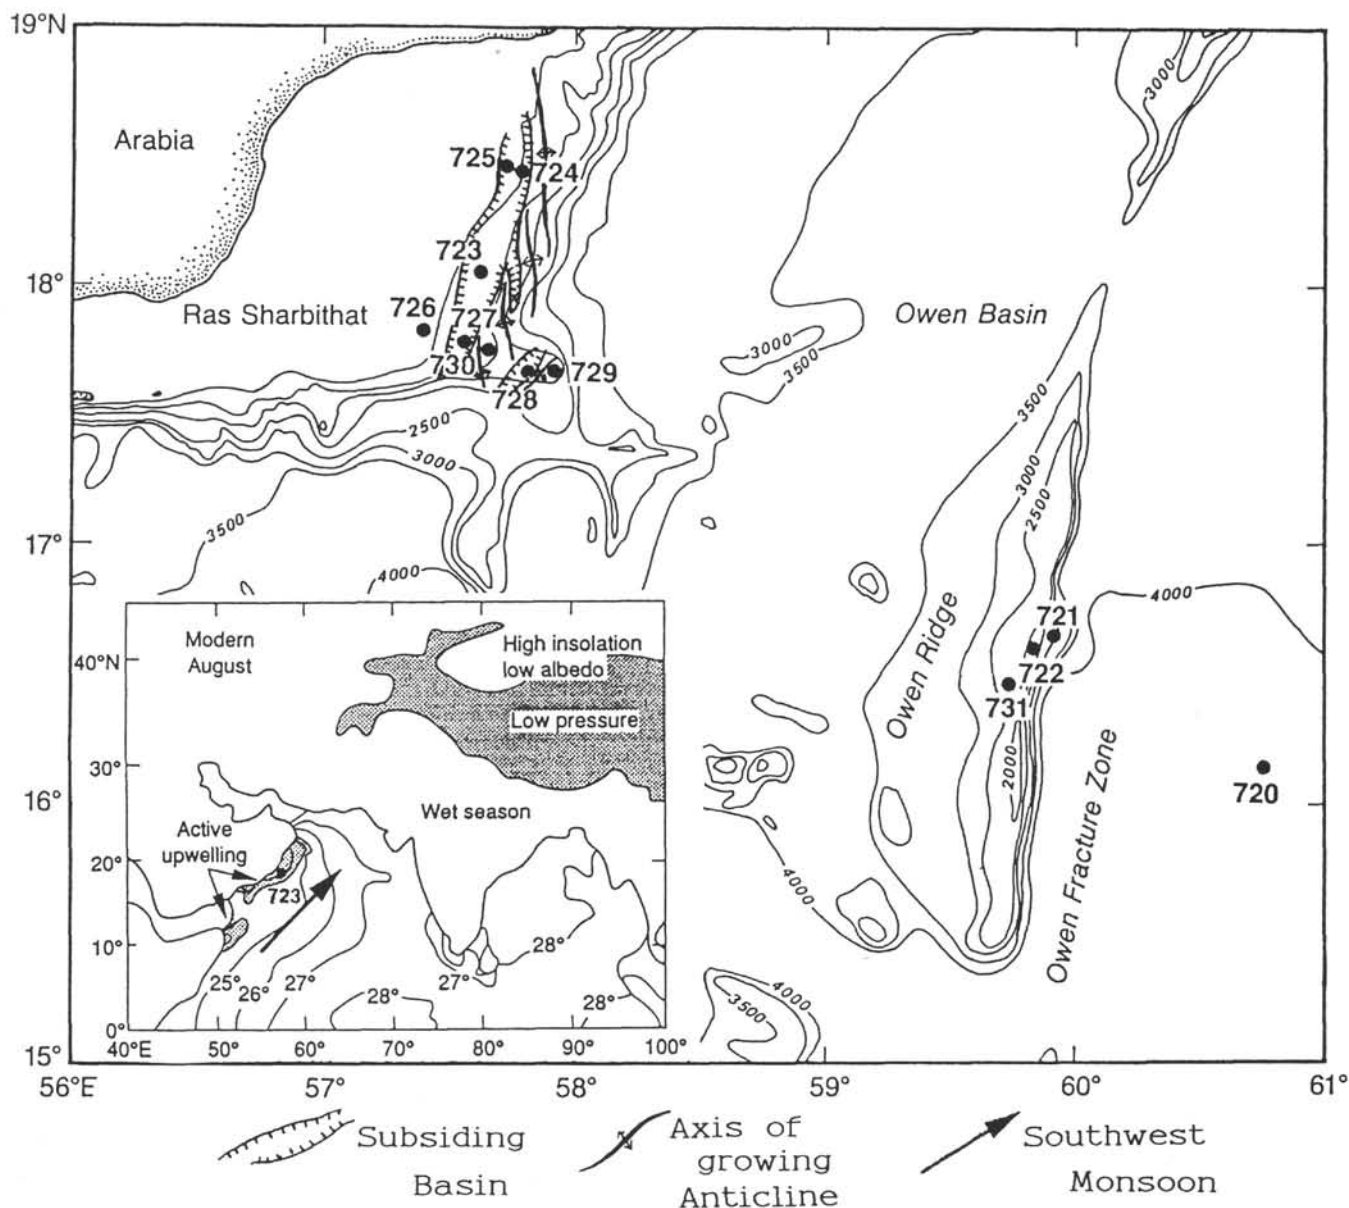 19°N
Arabia
3000
725
724
723
18°
726
Ras Sharbithat
727
Owen Basin
3000
3500
730
729
728
2500
3500
3000
3000
2500
3500
17°
4000
4000
721
722
Owen Ridge
731
2000
720
16°
Owen Fracture Zone
4000
4000
3500
15°
56°E
57°
58°
59°
60°
61°
Modern
August
High insolation
low albedo
40°N
Low pressure
30°
Wet season
Active
upwelling
20°
723
10°
28°
25°
26°
27°
27°
28°
28°
0°
40°E
50°
60°
70°
80°
90°
100°
Subsiding
Basin
Axis of
growing
Anticline
Southwest
Monsoon